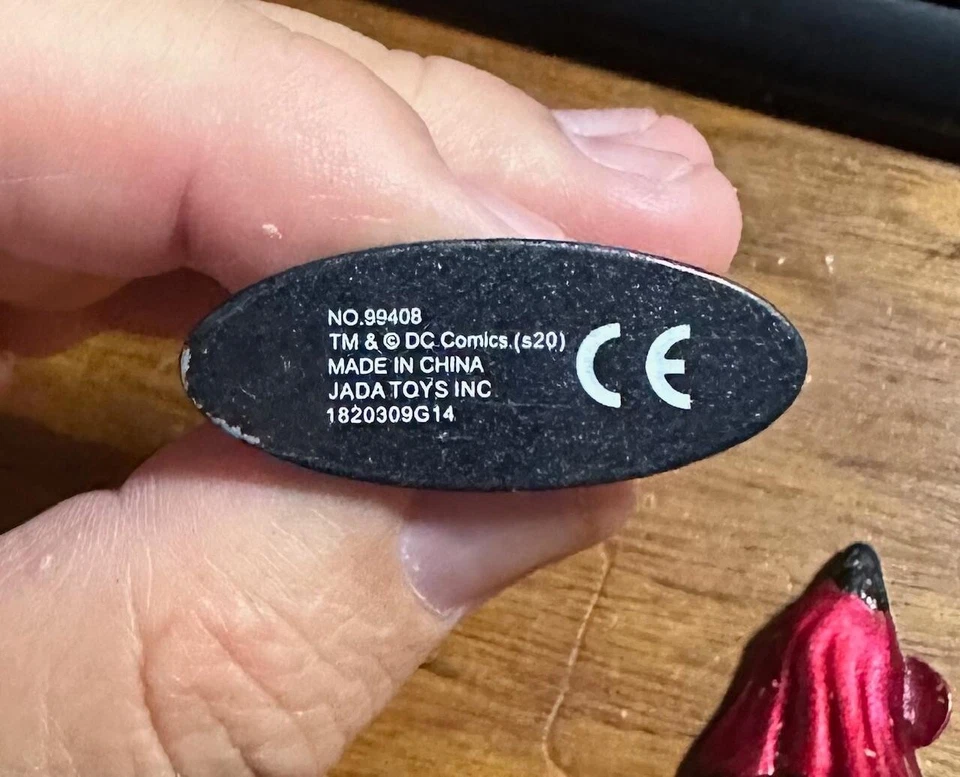 NO.99408
TM & © DC Comics.(s20)
MADE IN CHINA
JADA TOYS INC
1820309G14
CE